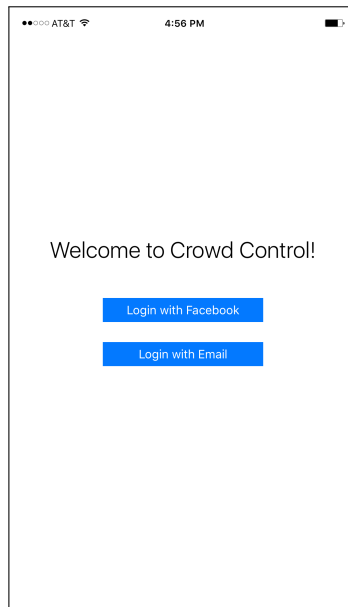 AT&T 4:56 PM
Welcome to Crowd Control!
Login with Facebook
Login with Email